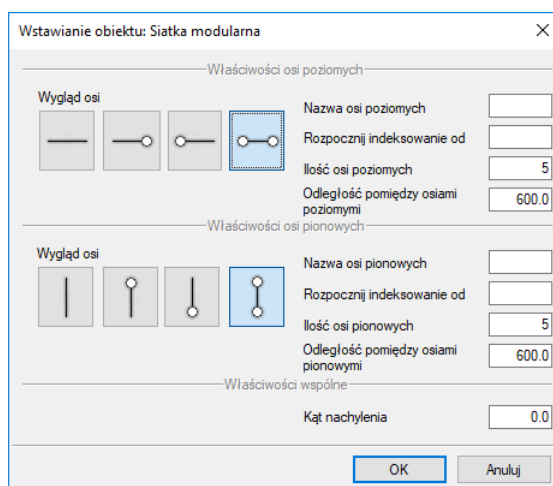 Wstawianie obiektu: Siatka modularna
Właściwości osi poziomych
Wygląd osi
Nazwa osi poziomych
Rozpocznij indeksowanie od
Ilość osi poziomych 5
Odległość pomiędzy osiami
poziomymi 600.0
Właściwości osi pionowych
Wygląd osi
Nazwa osi pionowych
Rozpocznij indeksowanie od
Ilość osi pionowych 5
Odległość pomiędzy osiami
pionowymi 600.0
Właściwości wspólne
Kąt nachylenia 0.0
OK Anuluj